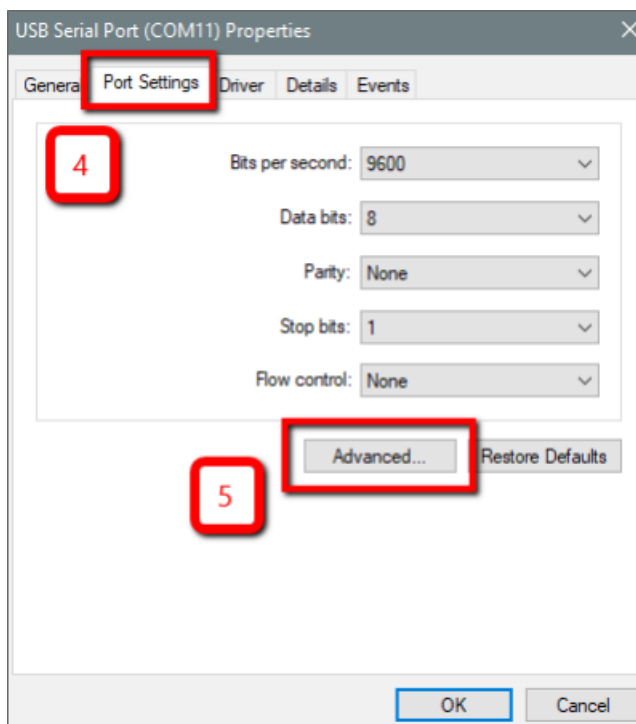 USB Serial Port (COM11) Properties
General Port Settings Driver Details Events
4
Bits per second: 9600
Data bits: 8
Parity: None
Stop bits: 1
Flow control: None
Advanced... Restore Defaults
5
OK Cancel